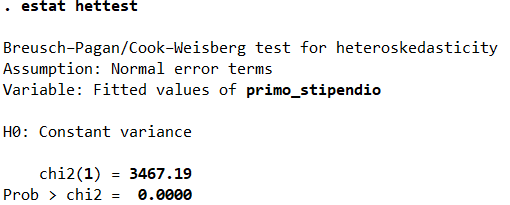 . estat hettest
Breusch–Pagan/Cook–Weisberg test for heteroskedasticity
Assumption: Normal error terms
Variable: Fitted values of primo_stipendio
H0: Constant variance
chi2(1) = 3467.19
Prob > chi2 = 0.0000